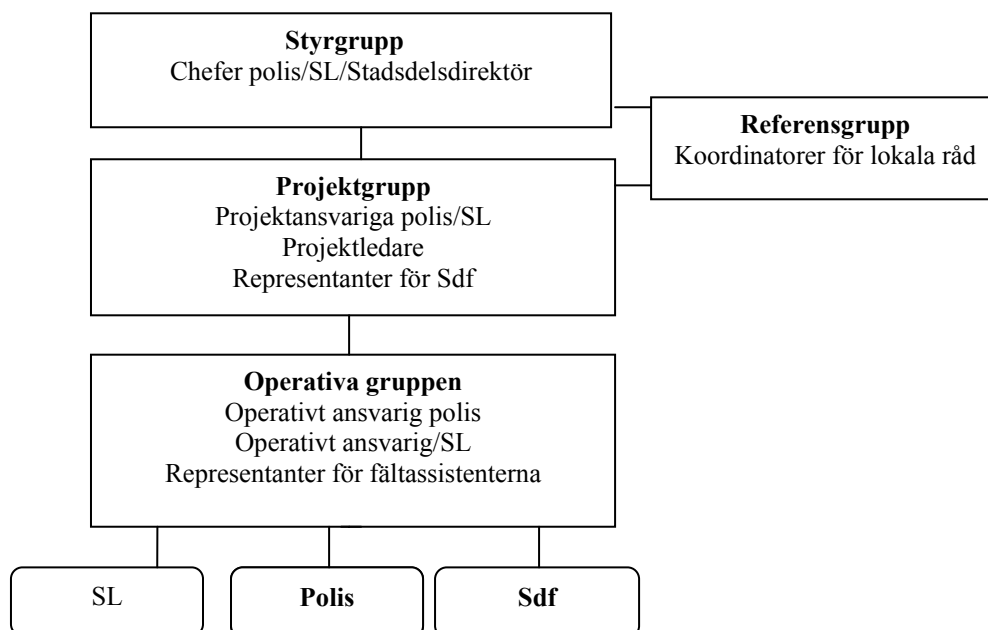 Styrgrupp
Chefer polis/SL/Stadsdelsdirektör
Referensgrupp
Koordinatorer för lokala råd
Projektgrupp
Projektansvariga polis/SL
Projektledare
Representanter för Sdf
Operativa gruppen
Operativt ansvarig polis
Operativt ansvarig/SL
Representanter för fältassistenterna
SL
Polis
Sdf